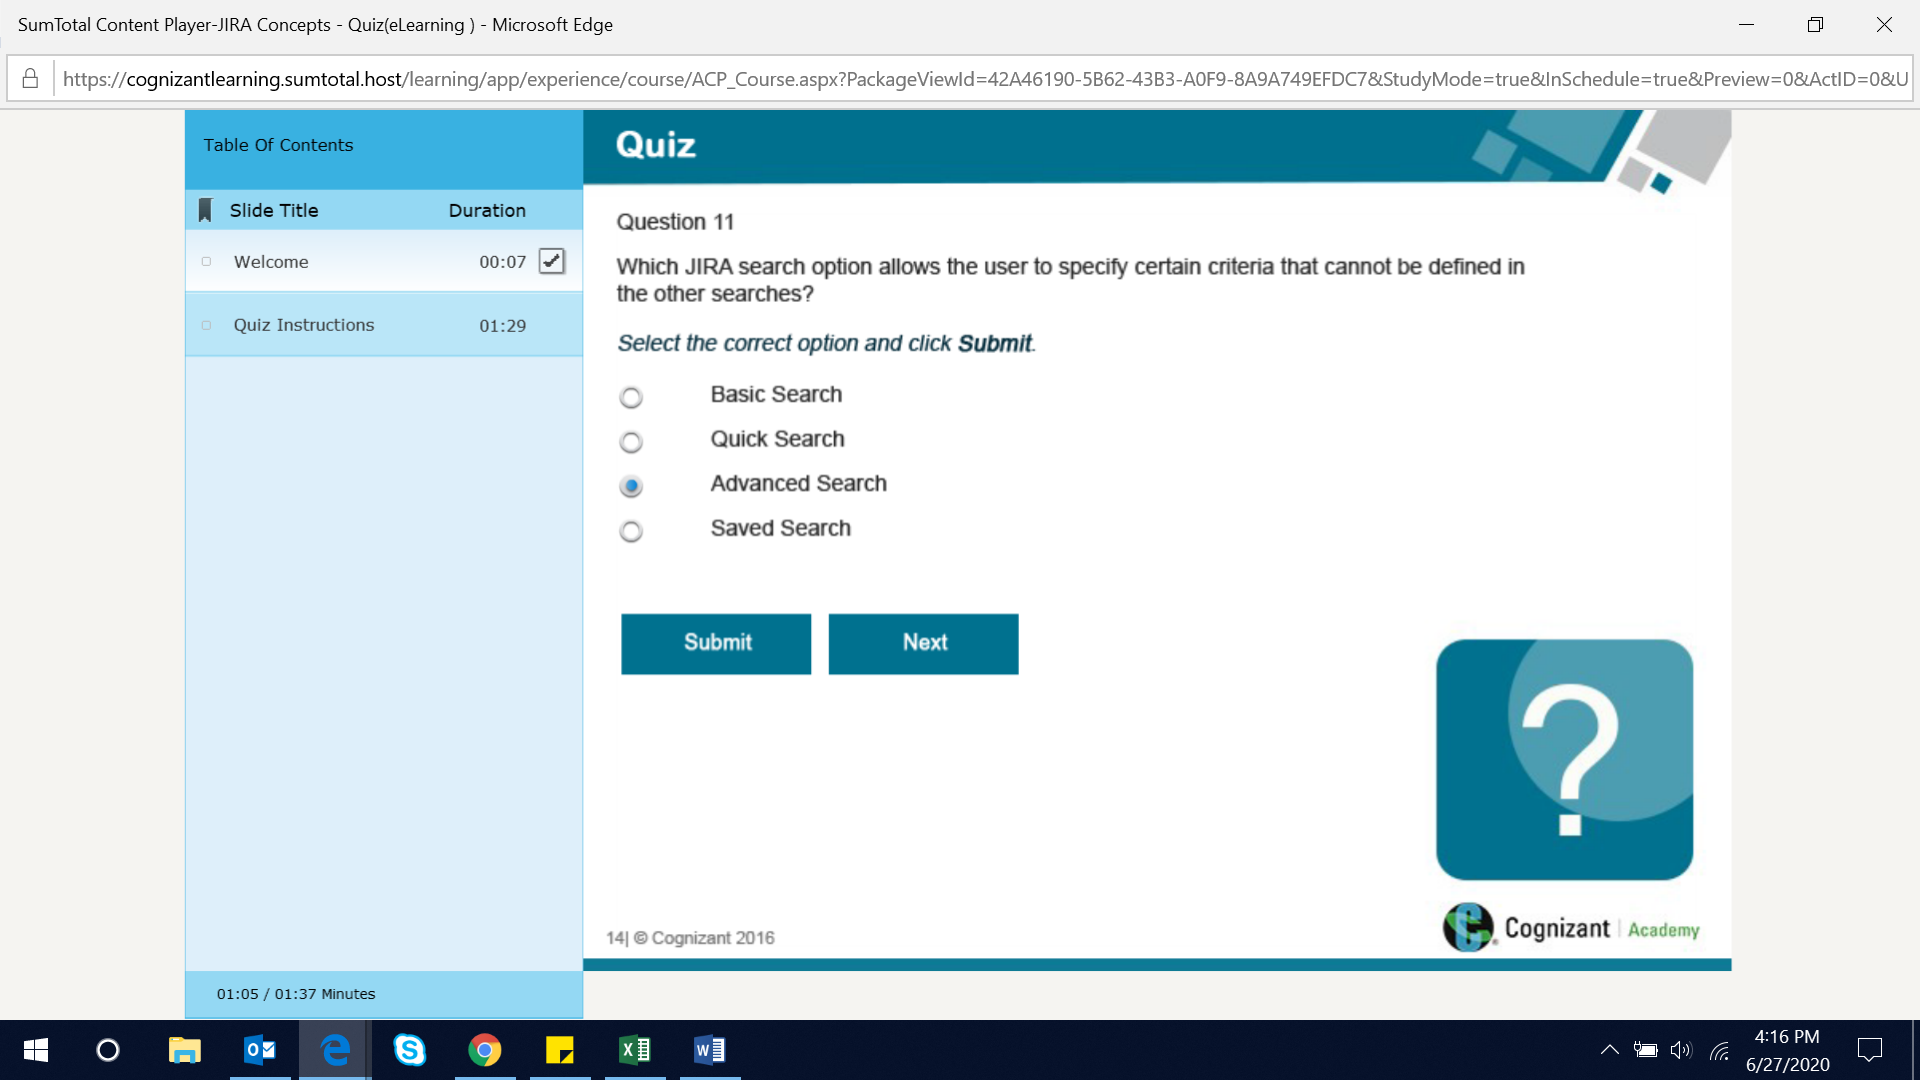 SumTotal Content Player-JIRA Concepts - Quiz(eLearning ) - Microsoft Edge
https://cognizantlearning.sumtotal.host/learning/app/experience/course/ACP_Course.aspx?PackageViewId=42A46190-5B62-43B3-A0F9-8A9A749EFDC7&StudyMode=true&InSchedule=true&Preview=0&ActID=0&U
Table Of Contents
Slide Title Duration
Welcome 00:07
Quiz Instructions 01:29
01:05 / 01:37 Minutes
Quiz
Question 11
Which JIRA search option allows the user to specify certain criteria that cannot be defined in
the other searches?
Select the correct option and click Submit.
Basic Search
Quick Search
Advanced Search
Saved Search
Submit Next
?
14| © Cognizant 2016
Cognizant | Academy
4:16 PM
6/27/2020